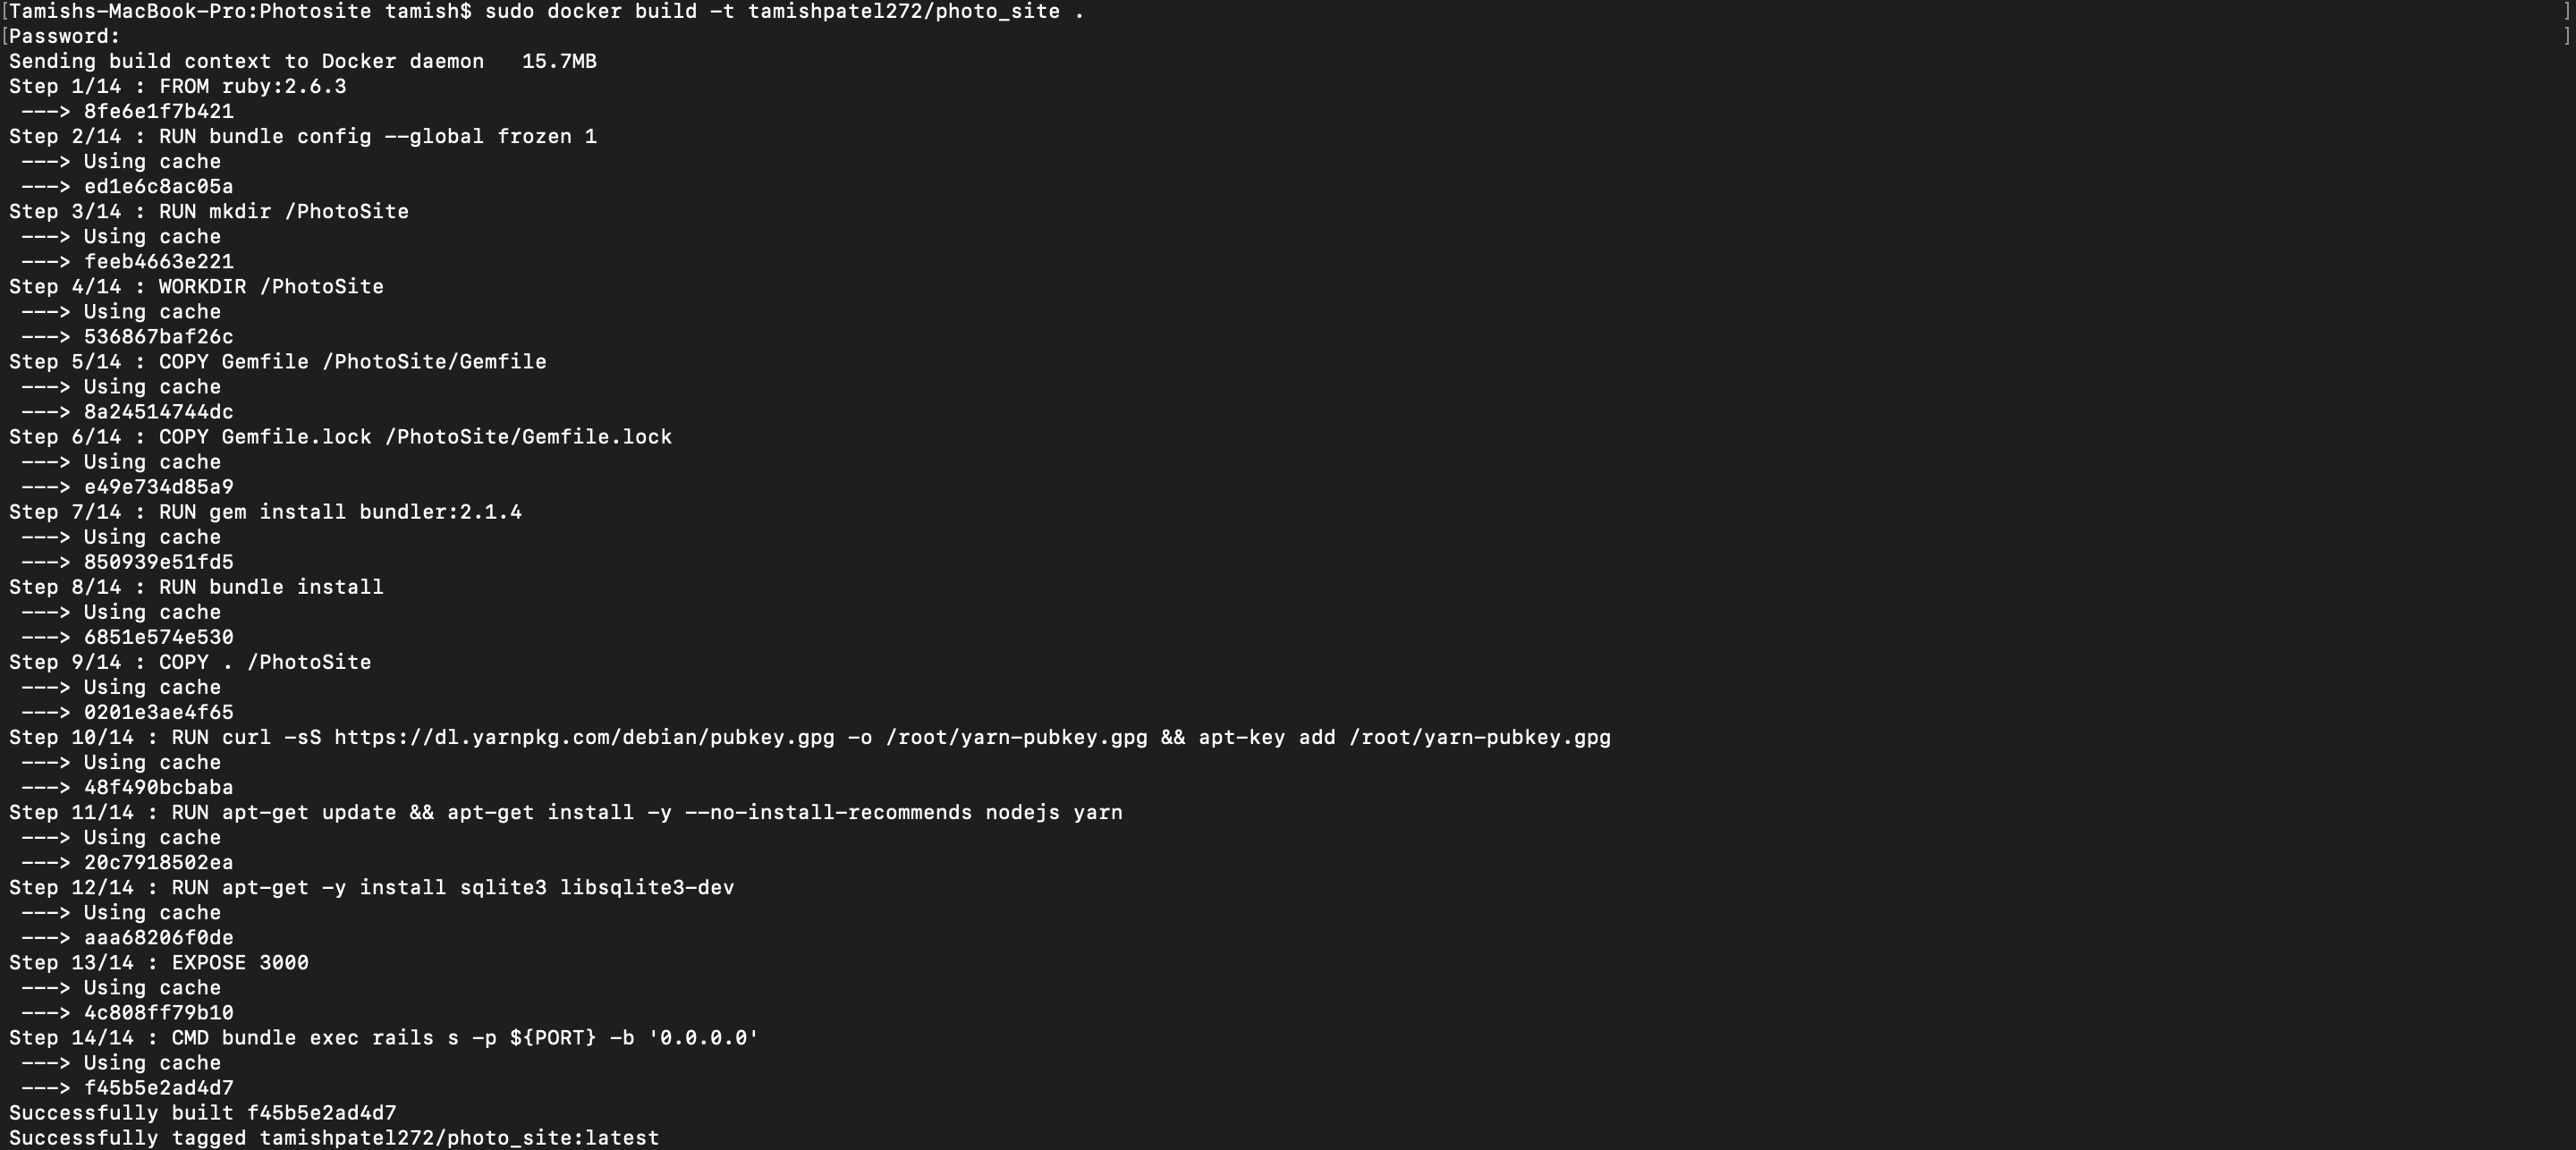 [Tamishs-MacBook-Pro:Photosite tamish$ sudo docker build -t tamishpatel272/photo_site . ]
[Password: ]
Sending build context to Docker daemon   15.7MB
Step 1/14 : FROM ruby:2.6.3
 ---> 8fe6e1f7b421
Step 2/14 : RUN bundle config --global frozen 1
 ---> Using cache
 ---> ed1e6c8ac05a
Step 3/14 : RUN mkdir /PhotoSite
 ---> Using cache
 ---> feeb4663e221
Step 4/14 : WORKDIR /PhotoSite
 ---> Using cache
 ---> 536867baf26c
Step 5/14 : COPY Gemfile /PhotoSite/Gemfile
 ---> Using cache
 ---> 8a24514744dc
Step 6/14 : COPY Gemfile.lock /PhotoSite/Gemfile.lock
 ---> Using cache
 ---> e49e734d85a9
Step 7/14 : RUN gem install bundler:2.1.4
 ---> Using cache
 ---> 850939e51fd5
Step 8/14 : RUN bundle install
 ---> Using cache
 ---> 6851e574e530
Step 9/14 : COPY . /PhotoSite
 ---> Using cache
 ---> 0201e3ae4f65
Step 10/14 : RUN curl -sS https://dl.yarnpkg.com/debian/pubkey.gpg -o /root/yarn-pubkey.gpg && apt-key add /root/yarn-pubkey.gpg
 ---> Using cache
 ---> 48f490bcbaba
Step 11/14 : RUN apt-get update && apt-get install -y --no-install-recommends nodejs yarn
 ---> Using cache
 ---> 20c7918502ea
Step 12/14 : RUN apt-get -y install sqlite3 libsqlite3-dev
 ---> Using cache
 ---> aaa68206f0de
Step 13/14 : EXPOSE 3000
 ---> Using cache
 ---> 4c808ff79b10
Step 14/14 : CMD bundle exec rails s -p ${PORT} -b '0.0.0.0'
 ---> Using cache
 ---> f45b5e2ad4d7
Successfully built f45b5e2ad4d7
Successfully tagged tamishpatel272/photo_site:latest